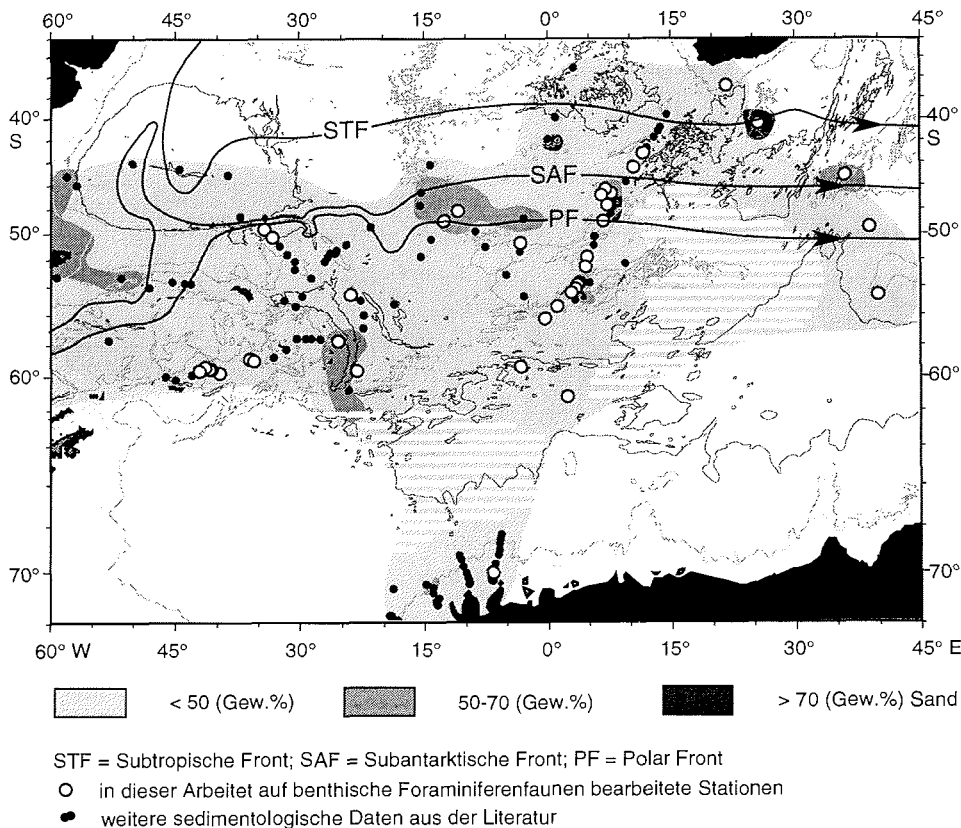 60° 45° 30° 15° 0° 15° 30° 45°
40° 40°
S S
STF
SAF
PF
50° 50°
60° 60°
70° 70°
60° W 45° 30° 15° 0° 15° 30° 45° E
< 50 (Gew.%) 50-70 (Gew.%) > 70 (Gew.%) Sand
STF = Subtropische Front; SAF = Subantarktische Front; PF = Polar Front
in dieser Arbeitet auf benthische Foraminiferenfaunen bearbeitete Stationen
weitere sedimentologische Daten aus der Literatur